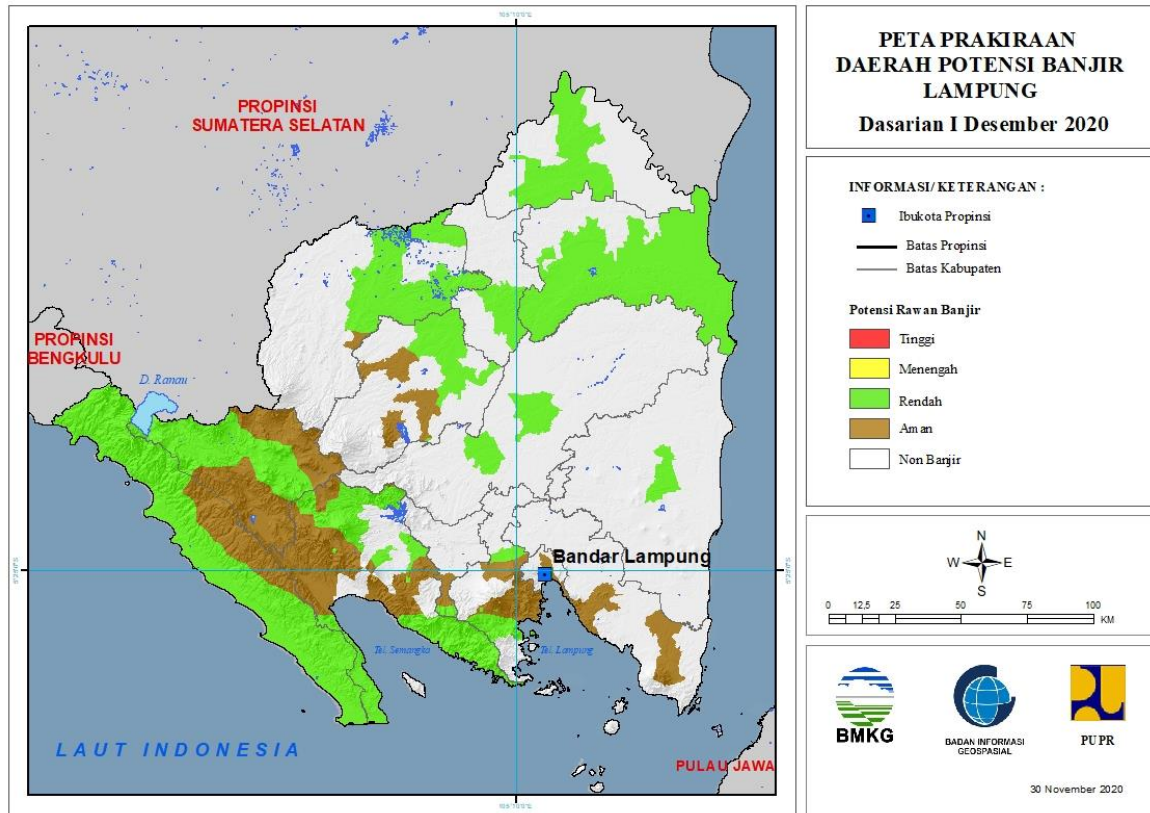 PROPINSI
SUMATERA SELATAN
PROPINSI
BENGKULU
D. Ranau
Bandar Lampung
Tel. Semangka
Tel. Lampung
LAUT INDONESIA
PULAU JAWA
PETA PRAKIRAAN
DAERAH POTENSI BANJIR
LAMPUNG
Dasarian I Desember 2020
INFORMASI/ KETERANGAN :
Ibukota Propinsi
Batas Propinsi
Batas Kabupaten
Potensi Rawan Banjir
Tinggi
Menengah
Rendah
Aman
Non Banjir
N
W E
S
0 12,5 25 50 75 100
KM
BMKG
BADAN INFORMASI
GEOSPASIAL
PUPR
30 November 2020